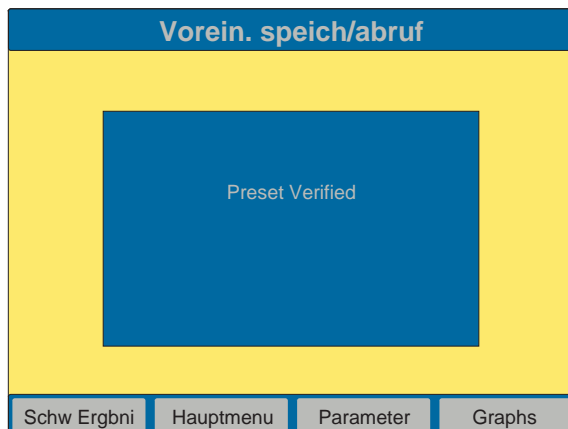 Vorein. speich/abruf
Preset Verified
Schw Ergbni Hauptmenu Parameter Graphs